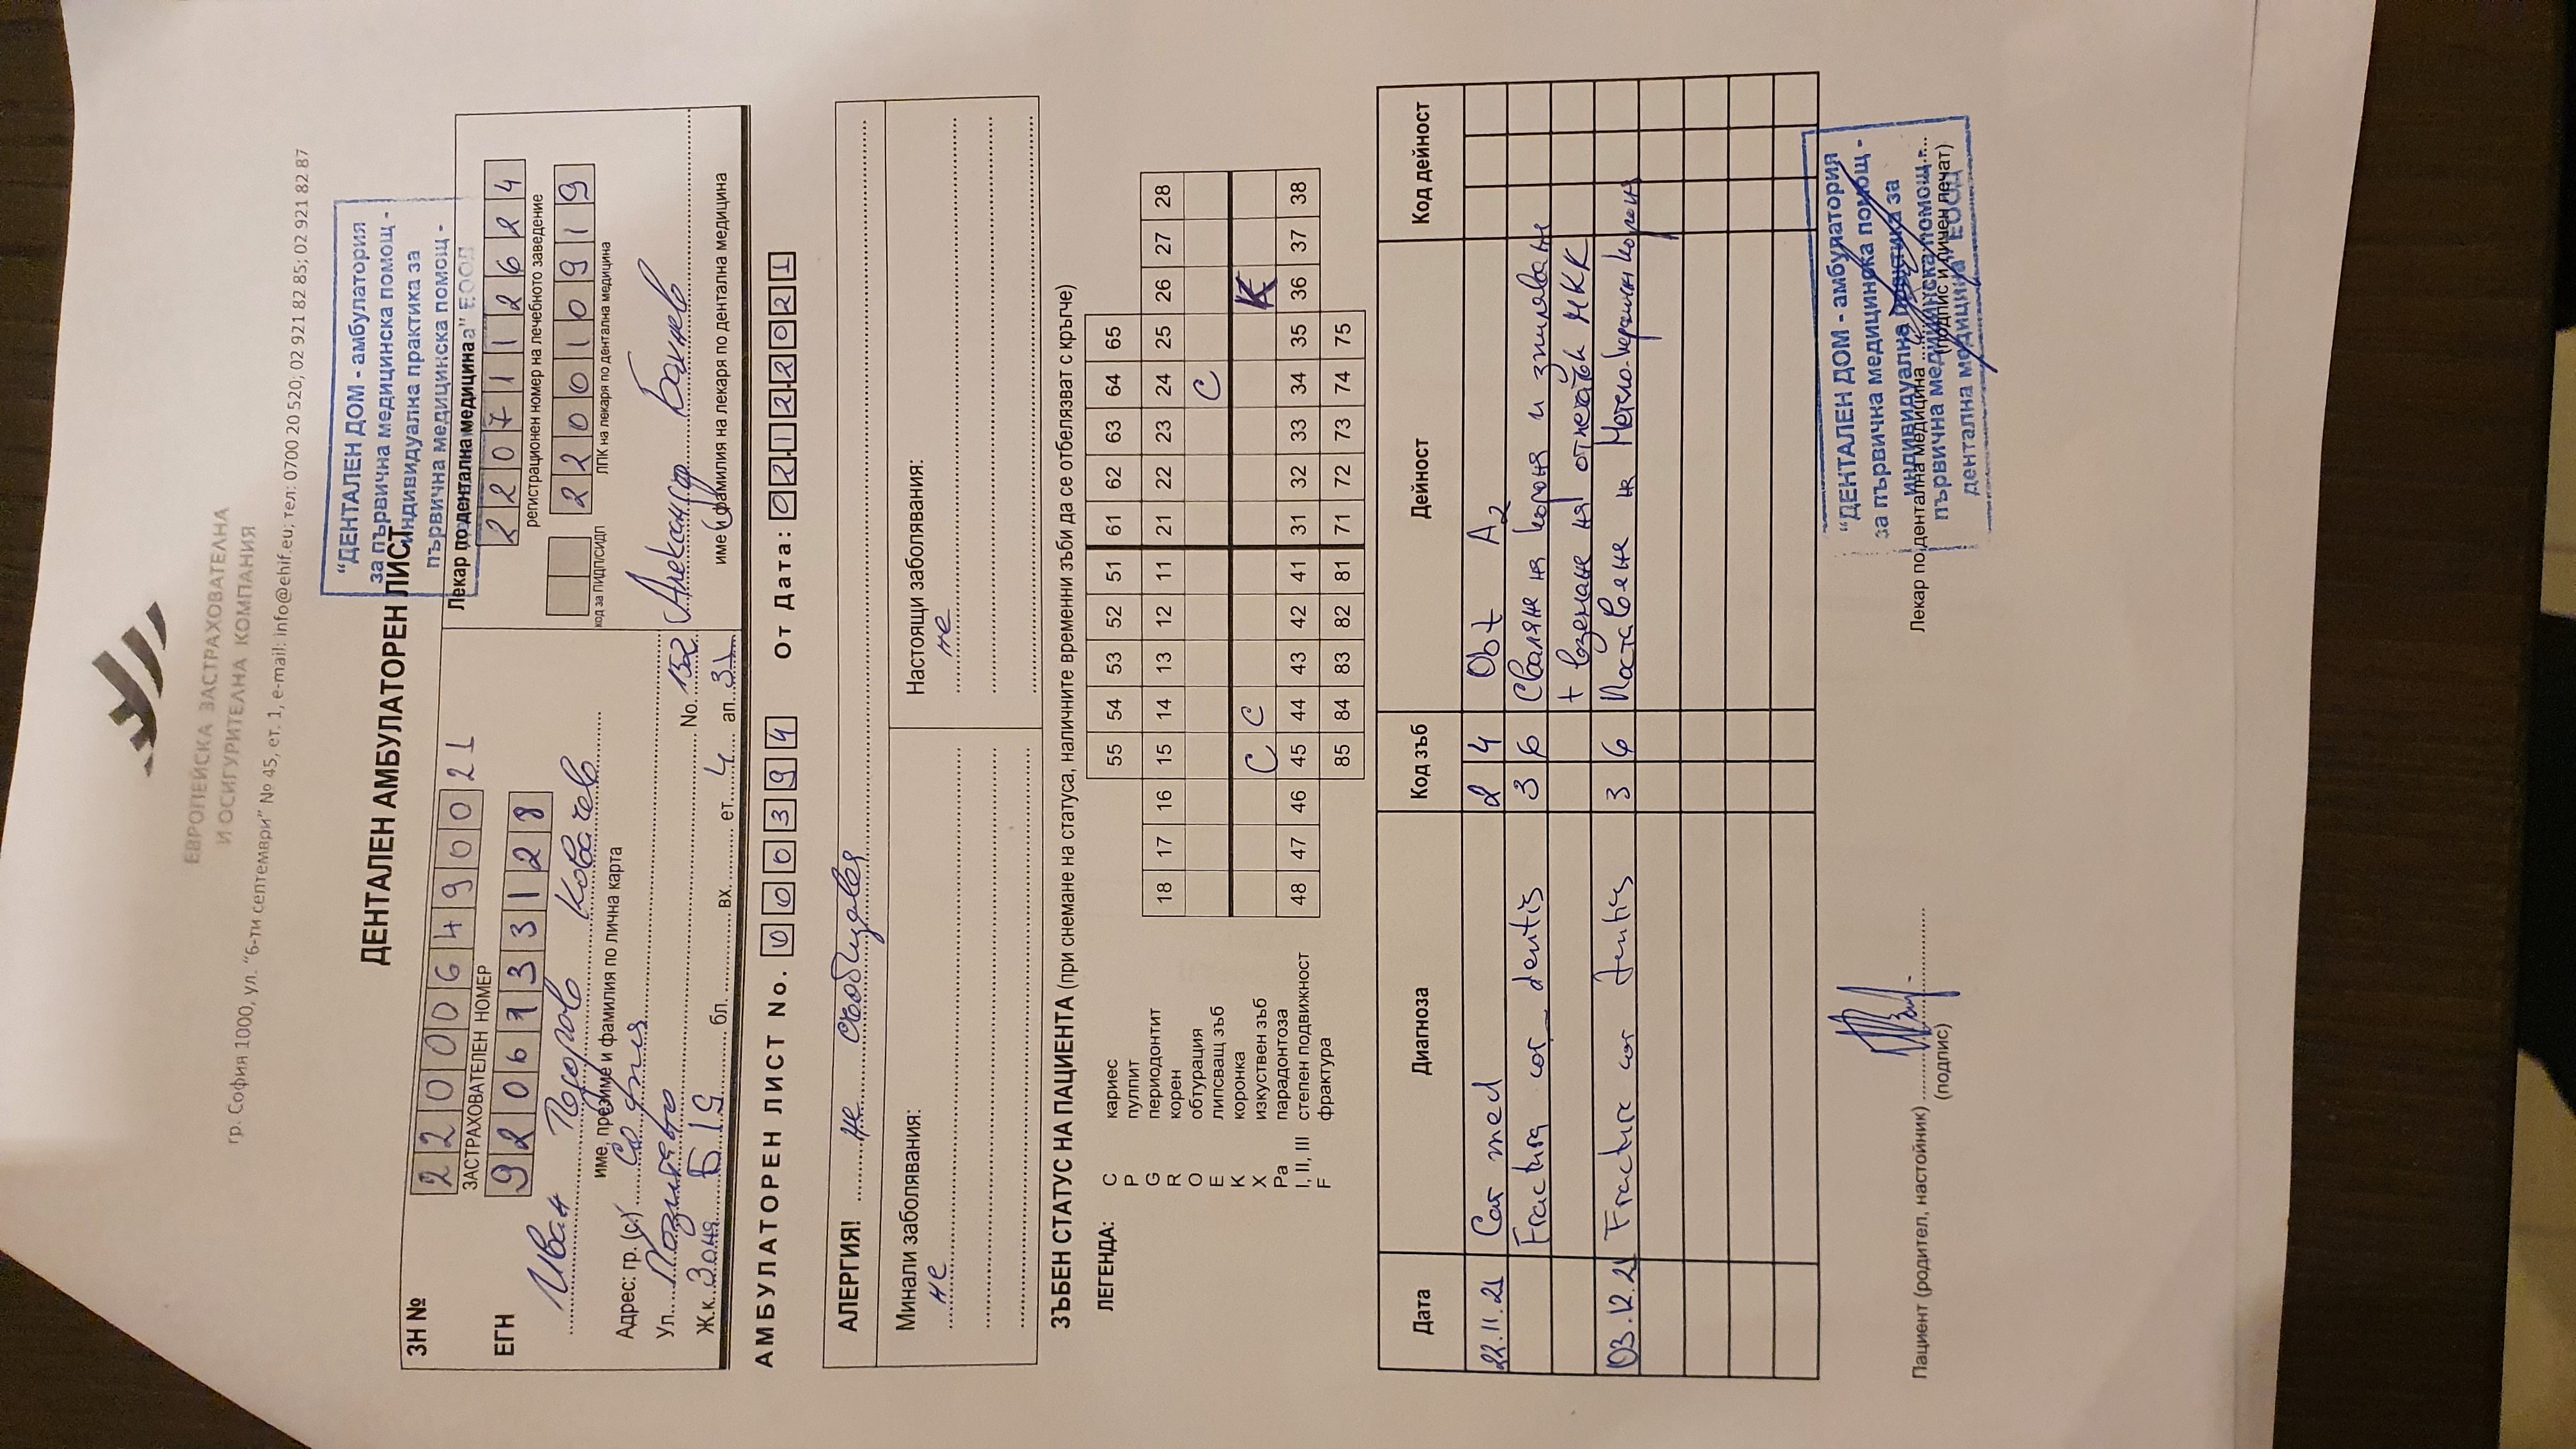 ЕВРОПЕЙСКА ЗАСТРАХОВАТЕЛНА
И ОСИГУРИТЕЛНА КОМПАНИЯ
гр. София 1000, ул. "6-ти септември" № 45, ет. 1, e-mail: info@ehif.eu; тел: 0700 20 520; 02 921 82 85; 02 921 82 87
"ДЕНТАЛЕН ДОМ - амбулатория
за първична медицинска помощ -
индивидуална практика за
първична медицинска помощ -
а" ЕООД
ДЕНТАЛЕН АМБУЛАТОРЕН ЛИСТ
ЗН № 220006490021
ЗАСТРАХОВАТЕЛЕН НОМЕР
ЕГН 9206733128
Иван Тодоров Ковачев
име, презиме и фамилия по лична карта
Адрес: гр. (с.) София
Ул. Позитано No. 152
Ж.к. Зона Б19 бл. вх. ет. 4 ап. 31
Лекар по дентална медицина
2207112624
регистрационен номер на лечебното заведение
220010919
код за ПИДП/СИДП ЛПК на лекаря по дентална медицина
Александър Бахнев
име и фамилия на лекаря по дентална медицина
АМБУЛАТОРЕН ЛИСТ No. 000394 От Дата: 02.12.2021
АЛЕРГИЯ! не съобщава
Минали заболявания:
не
Настоящи заболявания:
не
ЗЪБЕН СТАТУС НА ПАЦИЕНТА (при снемане на статуса, наличните временни зъби да се отбелязват с кръгче)
ЛЕГЕНДА:
C кариес
P пулпит
G периодонтит
R корен
O обтурация
E липсващ зъб
K коронка
X изкуствен зъб
Pa парадонтоза
I, II, III степен подвижност
F фрактура
55 54 53 52 51 61 62 63 64 65
18 17 16 15 14 13 12 11 21 22 23 24 25 26 27 28
C
C C K
48 47 46 45 44 43 42 41 31 32 33 34 35 36 37 38
85 84 83 82 81 71 72 73 74 75
Дата Диагноза Код зъб Дейност Код дейност
22.11.21 Car med 2 4 Obt A2
Fractura cor dentis 3 6 Сваляне на корона и изпиляване
+ вземане на отпечатък МКК
03.12.21 Fractura cor dentis 3 6 Поставяне на Метало-керамична корона
Пациент (родител, настойник)
(подпис)
Лекар по дентална медицина
(подпис и личен печат)
"ДЕНТАЛЕН ДОМ - амбулатория
за първична медицинска помощ -
индивидуална практика за
първична медицинска помощ -
дентална медицина" ЕООД